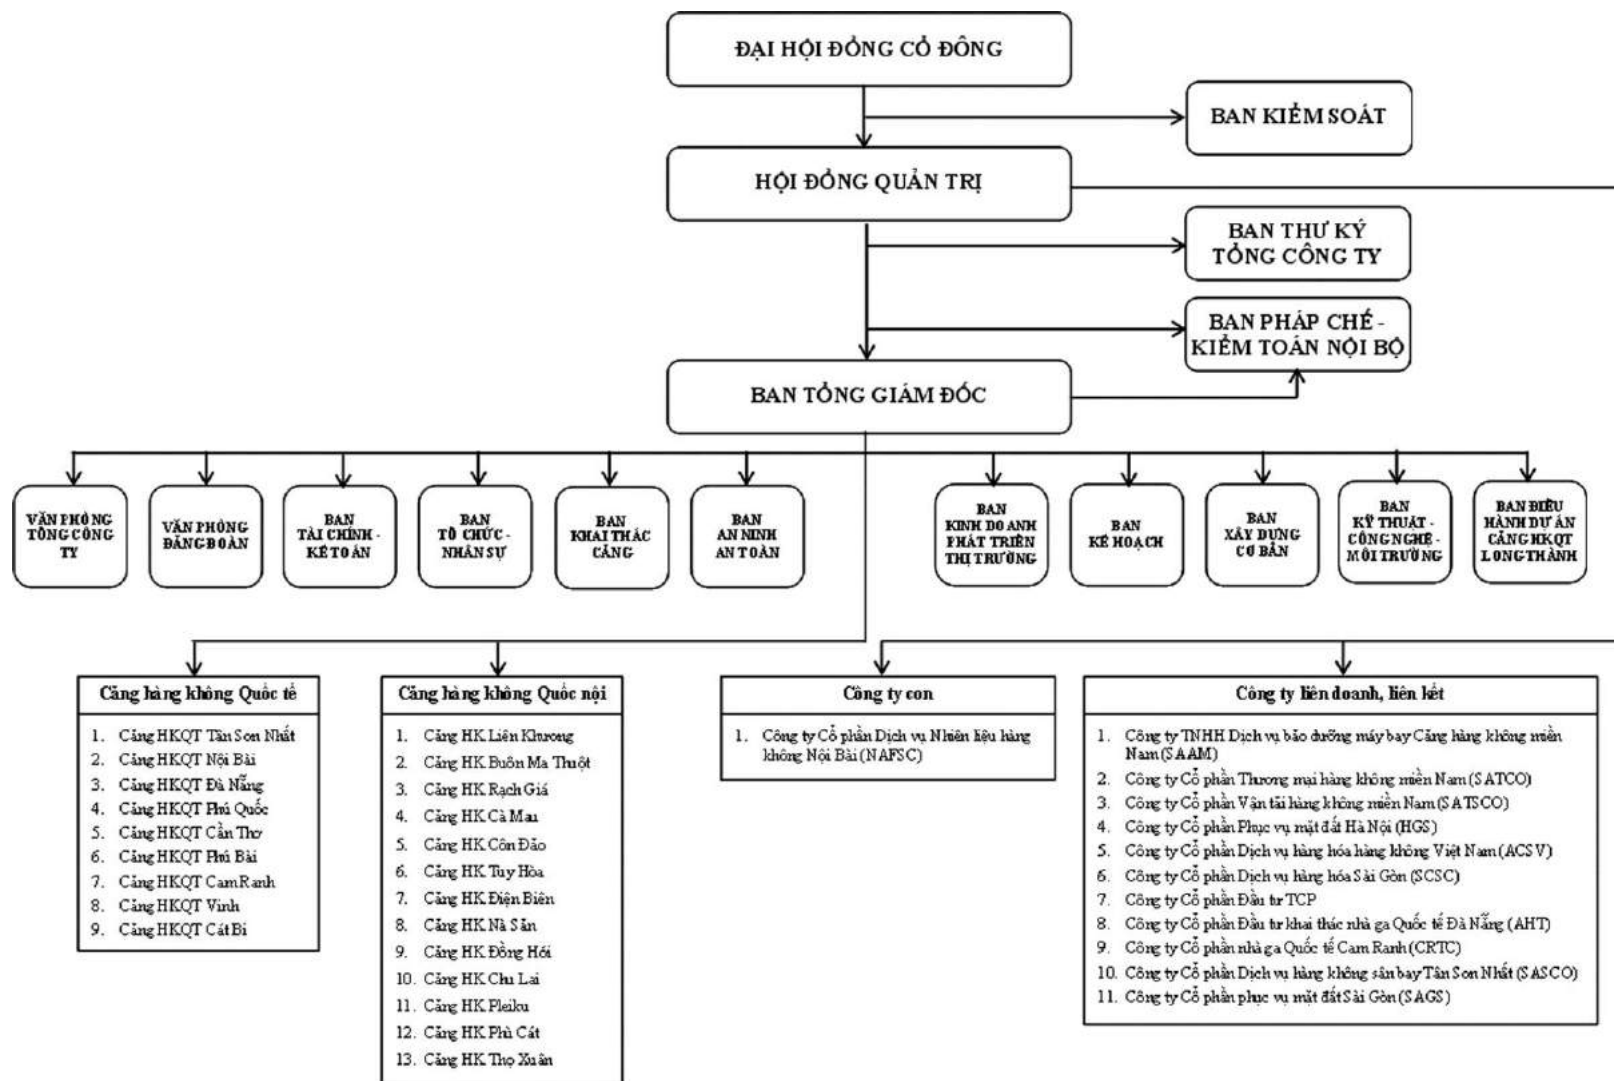 ĐẠI HỘI ĐỒNG CỔ ĐÔNG
BAN KIỂM SOÁT
HỘI ĐỒNG QUẢN TRỊ
BAN THƯ KÝ
TỔNG CÔNG TY
BAN PHÁP CHẾ -
KIỂM TOÁN NỘI BỘ
BAN TỔNG GIÁM ĐỐC
VĂN PHÒNG
TỔNG CÔNG
TY
VĂN PHÒNG
ĐẢNG ĐOÀN
BAN
TÀI CHÍNH -
KẾ TOÁN
BAN
TỔ CHỨC -
NHÂN SỰ
BAN
KHAI THÁC
CẢNG
BAN
AN NINH
AN TOÀN
BAN
KINH DOANH
PHÁT TRIỂN
THỊ TRƯỜNG
BAN
KẾ HOẠCH
BAN
XÂY DỰNG
CƠ BẢN
BAN
KỸ THUẬT -
CÔNG NGHỆ -
MÔI TRƯỜNG
BAN ĐIỀU
HÀNH DỰ ÁN
CẢNG HKQT
LONG THÀNH
Cảng hàng không Quốc tế
1. Cảng HKQT Tân Sơn Nhất
2. Cảng HKQT Nội Bài
3. Cảng HKQT Đà Nẵng
4. Cảng HKQT Phú Quốc
5. Cảng HKQT Cần Thơ
6. Cảng HKQT Phú Bài
7. Cảng HKQT Cam Ranh
8. Cảng HKQT Vinh
9. Cảng HKQT Cát Bi
Cảng hàng không Quốc nội
1. Cảng HK Liên Khương
2. Cảng HK Buôn Ma Thuột
3. Cảng HK Rạch Giá
4. Cảng HK Cà Mau
5. Cảng HK Côn Đảo
6. Cảng HK Tuy Hòa
7. Cảng HK Điện Biên
8. Cảng HK Nà Sản
9. Cảng HK Đồng Hới
10. Cảng HK Chu Lai
11. Cảng HK Pleiku
12. Cảng HK Phù Cát
13. Cảng HK Thọ Xuân
Công ty con
1. Công ty Cổ phần Dịch vụ Nhiên liệu hàng
không Nội Bài (NAFSC)
Công ty liên doanh, liên kết
1. Công ty TNHH Dịch vụ bảo dưỡng máy bay Cảng hàng không miền
Nam (SAAM)
2. Công ty Cổ phần Thương mại hàng không miền Nam (SATCO)
3. Công ty Cổ phần Vận tải hàng không miền Nam (SATSCO)
4. Công ty Cổ phần Phục vụ mặt đất Hà Nội (HGS)
5. Công ty Cổ phần Dịch vụ hàng hóa hàng không Việt Nam (ACSV)
6. Công ty Cổ phần Dịch vụ hàng hóa Sài Gòn (SCSC)
7. Công ty Cổ phần Đầu tư TCP
8. Công ty Cổ phần Đầu tư khai thác nhà ga Quốc tế Đà Nẵng (AHT)
9. Công ty Cổ phần nhà ga Quốc tế Cam Ranh (CRTC)
10. Công ty Cổ phần Dịch vụ hàng không sân bay Tân Sơn Nhất (SASCO)
11. Công ty Cổ phần phục vụ mặt đất Sài Gòn (SAGS)